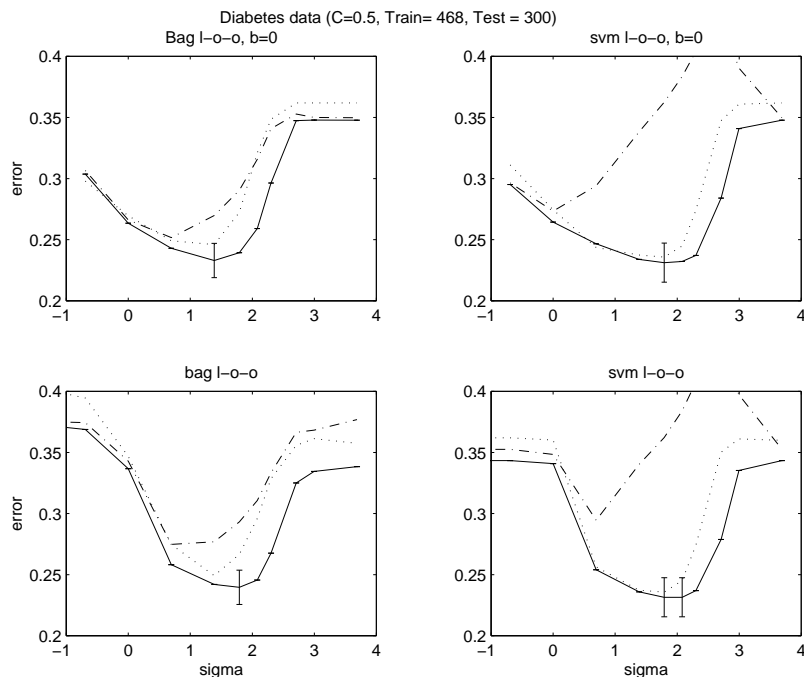 Diabetes data (C=0.5, Train= 468, Test = 300)
Bag l-o-o, b=0
svm l-o-o, b=0
0.4
0.35
0.3
0.25
0.2
error
-1 0 1 2 3 4
0.4
0.35
0.3
0.25
0.2
-1 0 1 2 3 4
bag l-o-o
svm l-o-o
0.4
0.35
0.3
0.25
0.2
error
-1 0 1 2 3 4
sigma
0.4
0.35
0.3
0.25
0.2
-1 0 1 2 3 4
sigma